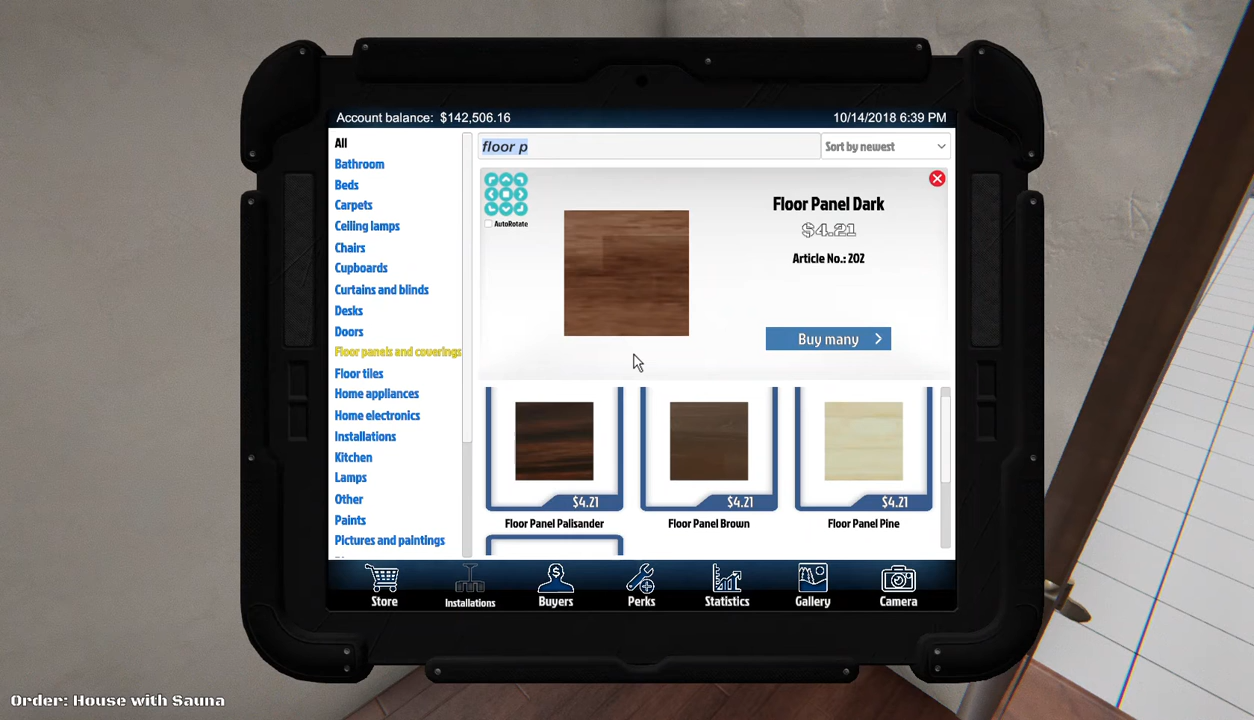 Account balance: $142,506.16
10/14/2018 6:39 PM
All
Bathroom
Beds
Carpets
Ceiling lamps
Chairs
Cupboards
Curtains and blinds
Desks
Doors
Floor panels and coverings
Floor tiles
Home appliances
Home electronics
Installations
Kitchen
Lamps
Other
Paints
Pictures and paintings
floor p
Sort by newest
AutoRotate
Floor Panel Dark
$4.21
Article No.: 202
Buy many
$4.21
$4.21
$4.21
Floor Panel Palisander
Floor Panel Brown
Floor Panel Pine
Store
Installations
Buyers
Perks
Statistics
Gallery
Camera
Order: House with Sauna